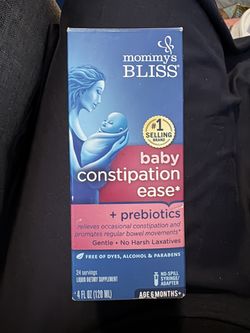 mommy's
BLISS®
#1
SELLING
BRAND
baby
constipation
ease*
+ prebiotics
relieves occasional constipation and
promotes regular bowel movements*
Gentle • No Harsh Laxatives
FREE OF DYES, ALCOHOL & PARABENS
24 servings
LIQUID DIETARY SUPPLEMENT
4 FL OZ (120 ML)
NO-SPILL
SYRINGE/
ADAPTER
AGE 6 MONTHS+